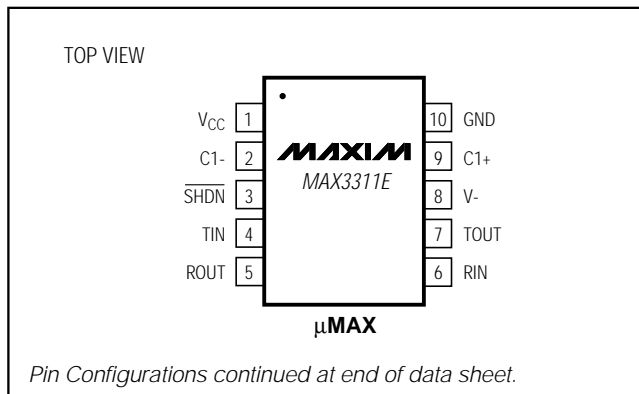 TOP VIEW
VCC 1 10 GND
C1- 2 MAXIM 9 C1+
SHDN 3 MAX3311E 8 V-
TIN 4 7 TOUT
ROUT 5 6 RIN
µMAX
Pin Configurations continued at end of data sheet.